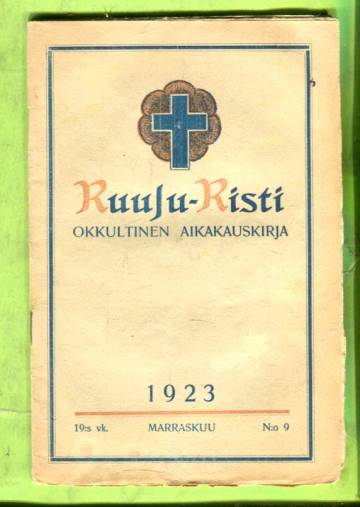 Ruusu-Risti
OKKULTINEN AIKAKAUSKIRJA
1923
19:s vk. MARRASKUU N:o 9